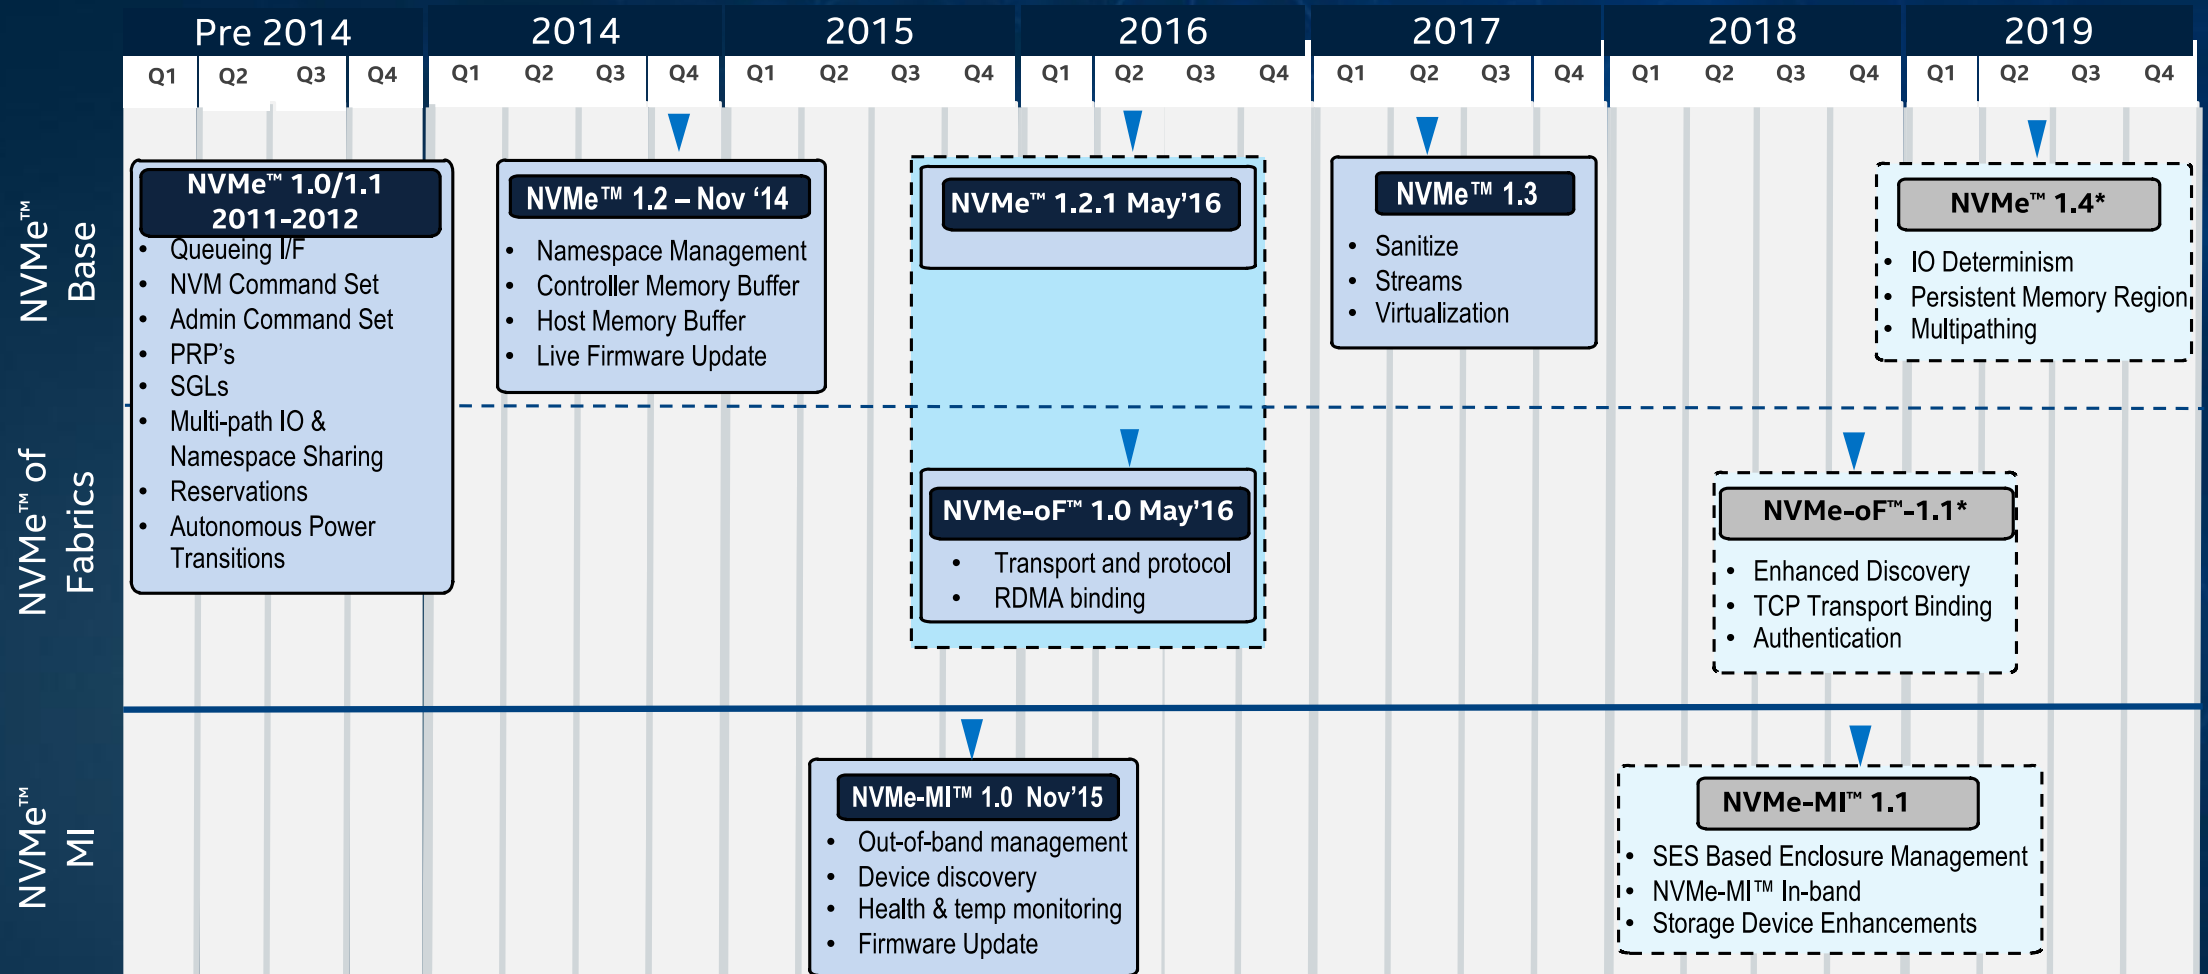 Pre 2014 2014 2015 2016 2017 2018 2019
Q1 Q2 Q3 Q4 Q1 Q2 Q3 Q4 Q1 Q2 Q3 Q4 Q1 Q2 Q3 Q4 Q1 Q2 Q3 Q4 Q1 Q2 Q3 Q4 Q1 Q2 Q3 Q4
NVMe™
Base
NVMe™ 1.0/1.1
2011-2012
• Queueing I/F
• NVM Command Set
• Admin Command Set
• PRP's
• SGLs
• Multi-path IO &
Namespace Sharing
• Reservations
• Autonomous Power
Transitions
NVMe™ 1.2 – Nov ‘14
• Namespace Management
• Controller Memory Buffer
• Host Memory Buffer
• Live Firmware Update
NVMe™ 1.2.1 May’16
NVMe™ 1.3
• Sanitize
• Streams
• Virtualization
NVMe™ 1.4*
• IO Determism
• Persistent Memory Region
• Multipathing
NVMe™ of
Fabrics
NVMe-oF™ 1.0 May’16
• Transport and protocol
• RDMA binding
NVMe-oF™-1.1*
• Enhanced Discovery
• TCP Transport Binding
• Authentication
NVMe™
MI
NVMe-MI™ 1.0 Nov’15
• Out-of-band management
• Device discovery
• Health & temp monitoring
• Firmware Update
NVMe-MI™ 1.1
• SES Based Enclosure Management
• NVMe-MI™ In-band
• Storage Device Enhancements